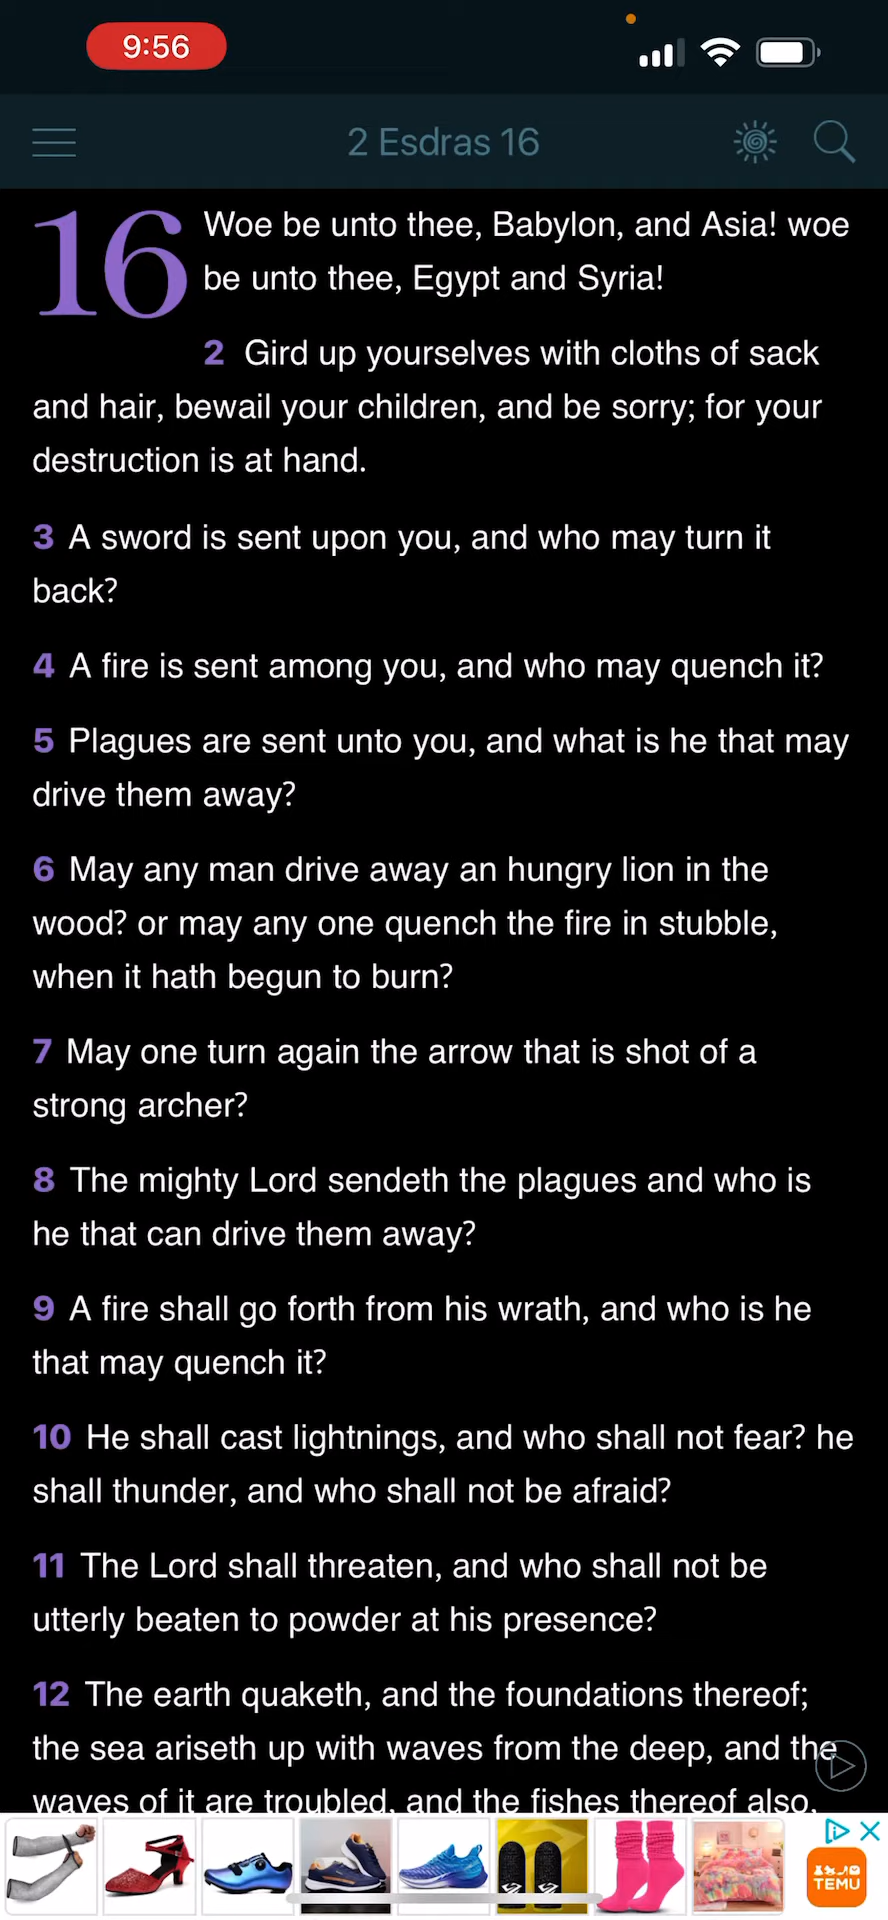 9:56
2 Esdras 16
16 Woe be unto thee, Babylon, and Asia! woe
be unto thee, Egypt and Syria!
2 Gird up yourselves with cloths of sack
and hair, bewail your children, and be sorry; for your
destruction is at hand.
3 A sword is sent upon you, and who may turn it
back?
4 A fire is sent among you, and who may quench it?
5 Plagues are sent unto you, and what is he that may
drive them away?
6 May any man drive away an hungry lion in the
wood? or may any one quench the fire in stubble,
when it hath begun to burn?
7 May one turn again the arrow that is shot of a
strong archer?
8 The mighty Lord sendeth the plagues and who is
he that can drive them away?
9 A fire shall go forth from his wrath, and who is he
that may quench it?
10 He shall cast lightnings, and who shall not fear? he
shall thunder, and who shall not be afraid?
11 The Lord shall threaten, and who shall not be
utterly beaten to powder at his presence?
12 The earth quaketh, and the foundations thereof;
the sea ariseth up with waves from the deep, and the
waves of it are troubled, and the fishes thereof also,
TEMU